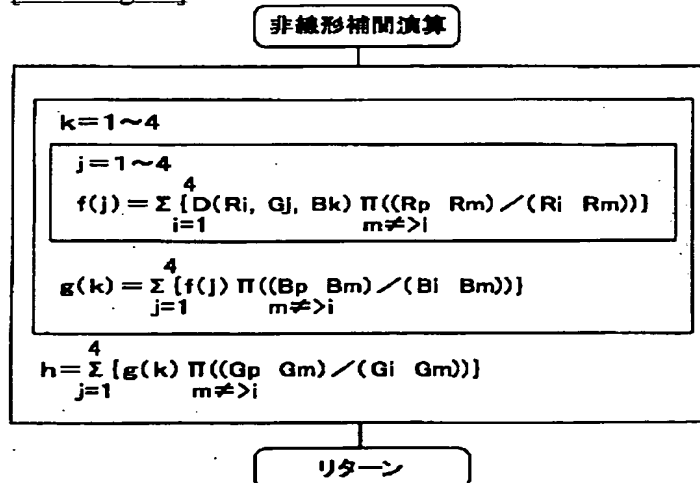 非線形補間演算
k=1～4
j=1～4
4
f(j)=Σ{D(Ri, Gj, Bk) Π((Rp Rm)／(Ri Rm))}
i=1 m≠>i
4
g(k)=Σ{f(j) Π((Bp Bm)／(Bi Bm))}
j=1 m≠>i
4
h=Σ{g(k) Π((Gp Gm)／(Gi Gm))}
j=1 m≠>i
リターン